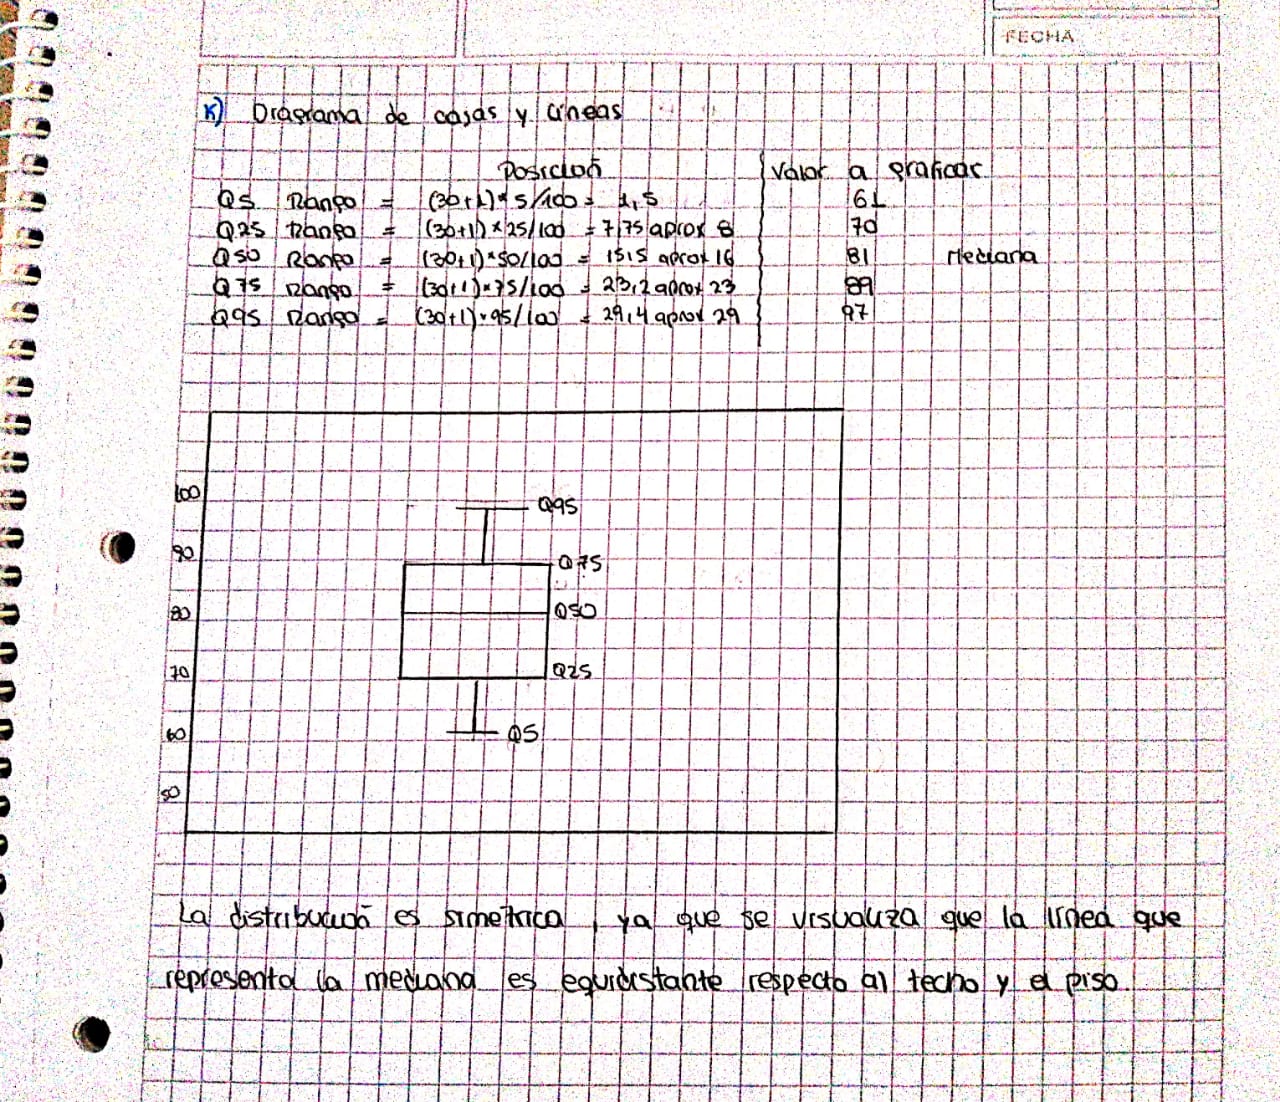 FECHA
K) Diagrama de cajas y líneas
Posición Valor a graficar
Q5 Rango = (30+1)*5/100 = 1,5 61
Q25 Rango = (30+1)*25/100 = 7,75 aprox 8 70
Q50 Rango = (30+1)*50/100 = 15,5 aprox 16 81 Mediana
Q75 Rango = (30+1)*75/100 = 23,2 aprox 23 89
Q95 Rango = (30+1)*95/100 = 29,4 aprox 29 97
100
Q95
90
Q75
80
Q50
70
Q25
60
Q5
50
La distribución es simetrica, ya que se visualiza que la línea que
representa la mediana es equidistante respecto al techo y el piso